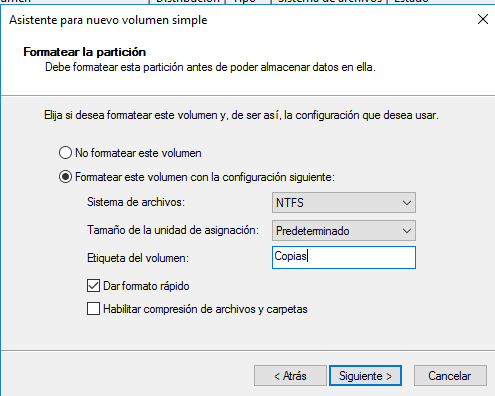 Distribución Tipo Sistema de archivos Estado
Asistente para nuevo volumen simple
Formatear la partición
Debe formatear esta partición antes de poder almacenar datos en ella.
Elija si desea formatear este volumen y, de ser así, la configuración que desea usar.
No formatear este volumen
Formatear este volumen con la configuración siguiente:
Sistema de archivos: NTFS
Tamaño de la unidad de asignación: Predeterminado
Etiqueta del volumen: Copias
Dar formato rápido
Habilitar compresión de archivos y carpetas
< Atrás Siguiente > Cancelar